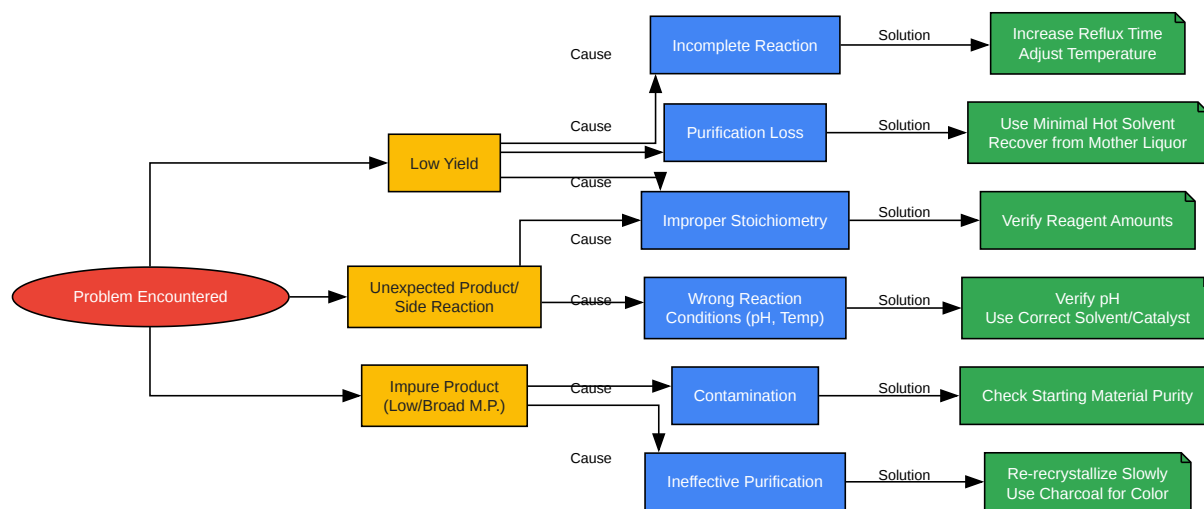 Incomplete Reaction
Solution
Increase Reflux Time
Adjust Temperature
Cause
Purification Loss
Solution
Use Minimal Hot Solvent
Recover from Mother Liquor
Cause
Low Yield
Cause
Improper Stoichiometry
Solution
Verify Reagent Amounts
Cause
Problem Encountered
Unexpected Product/
Side Reaction
Cause
Wrong Reaction
Conditions (pH, Temp)
Solution
Verify pH
Use Correct Solvent/Catalyst
Impure Product
(Low/Broad M.P.)
Cause
Contamination
Solution
Check Starting Material Purity
Cause
Ineffective Purification
Solution
Re-recrystallize Slowly
Use Charcoal for Color